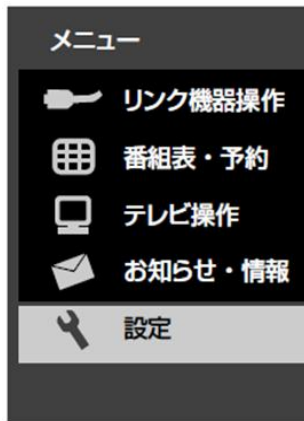 メニュー
リンク機器操作
番組表・予約
テレビ操作
お知らせ・情報
設定